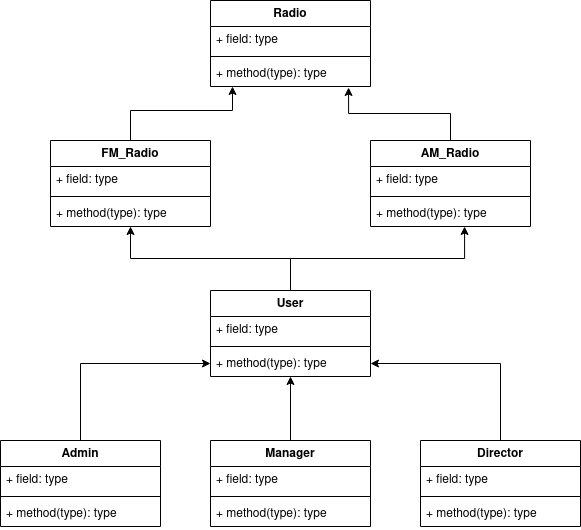 Radio
+ field: type
+ method(type): type
FM_Radio
+ field: type
+ method(type): type
AM_Radio
+ field: type
+ method(type): type
User
+ field: type
+ method(type): type
Admin
+ field: type
+ method(type): type
Manager
+ field: type
+ method(type): type
Director
+ field: type
+ method(type): type